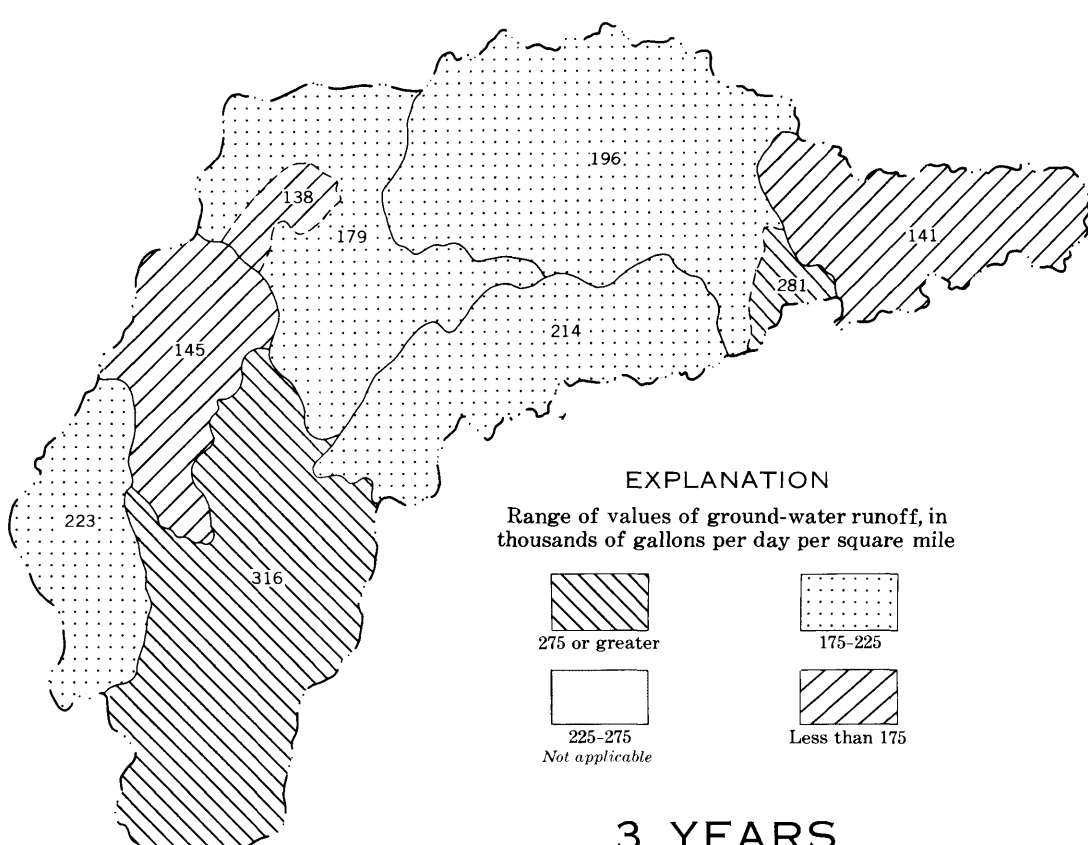 196
138
179
141
281
214
145
223
316
EXPLANATION
Range of values of ground-water runoff, in
thousands of gallons per day per square mile
275 or greater
175-225
225-275
Not applicable
Less than 175
3 YEARS